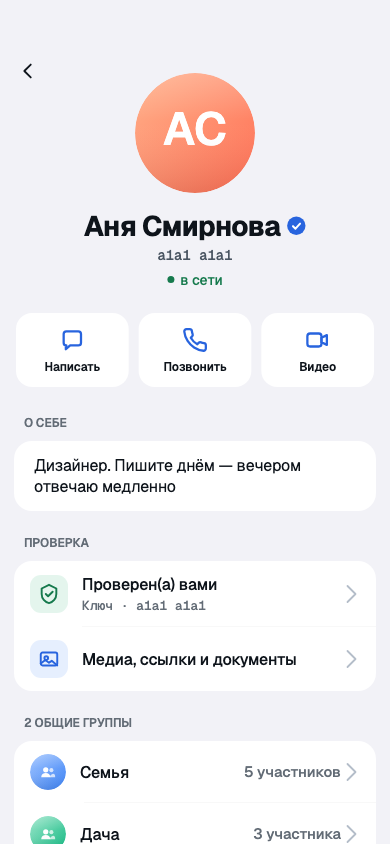 АС
Аня Смирнова
a1a1 a1a1
в сети
Написать
Позвонить
Видео
О СЕБЕ
Дизайнер. Пишите днём — вечером
отвечаю медленно
ПРОВЕРКА
Проверен(а) вами
Ключ · a1a1 a1a1
Медиа, ссылки и документы
2 ОБЩИЕ ГРУППЫ
Семья 5 участников
Дача 3 участника